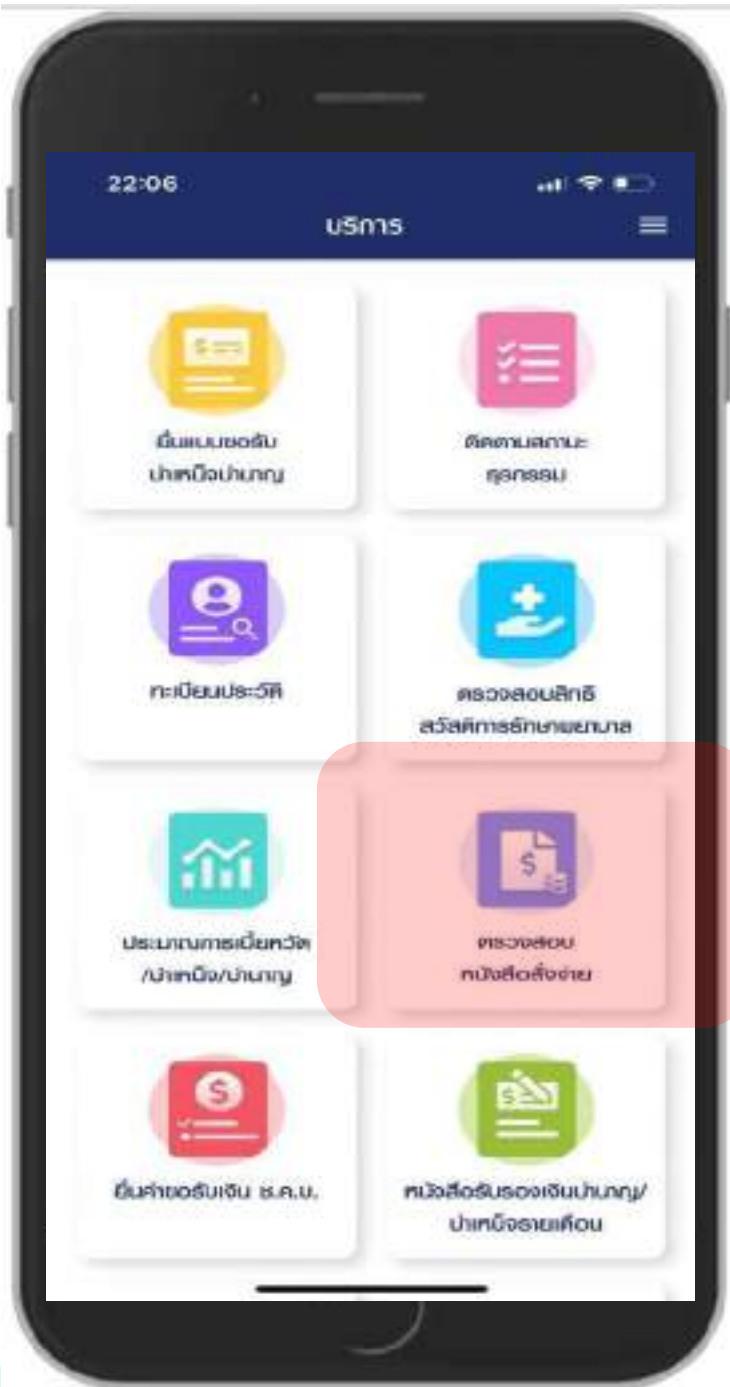 22:06
บริการ
ยื่นแบบขอรับ
บำเหน็จบำนาญ
ติดตามสถานะ
ธุรกรรม
ทะเบียนประวัติ
ตรวจสอบสิทธิ
สวัสดิการรักษาพยาบาล
ประมาณการเบี้ยหวัด
/บำเหน็จ/บำนาญ
ตรวจสอบ
หนังสือสั่งจ่าย
ยื่นคำขอรับเงิน ช.ค.บ.
หนังสือรับรองเงินบำนาญ/
บำเหน็จรายเดือน